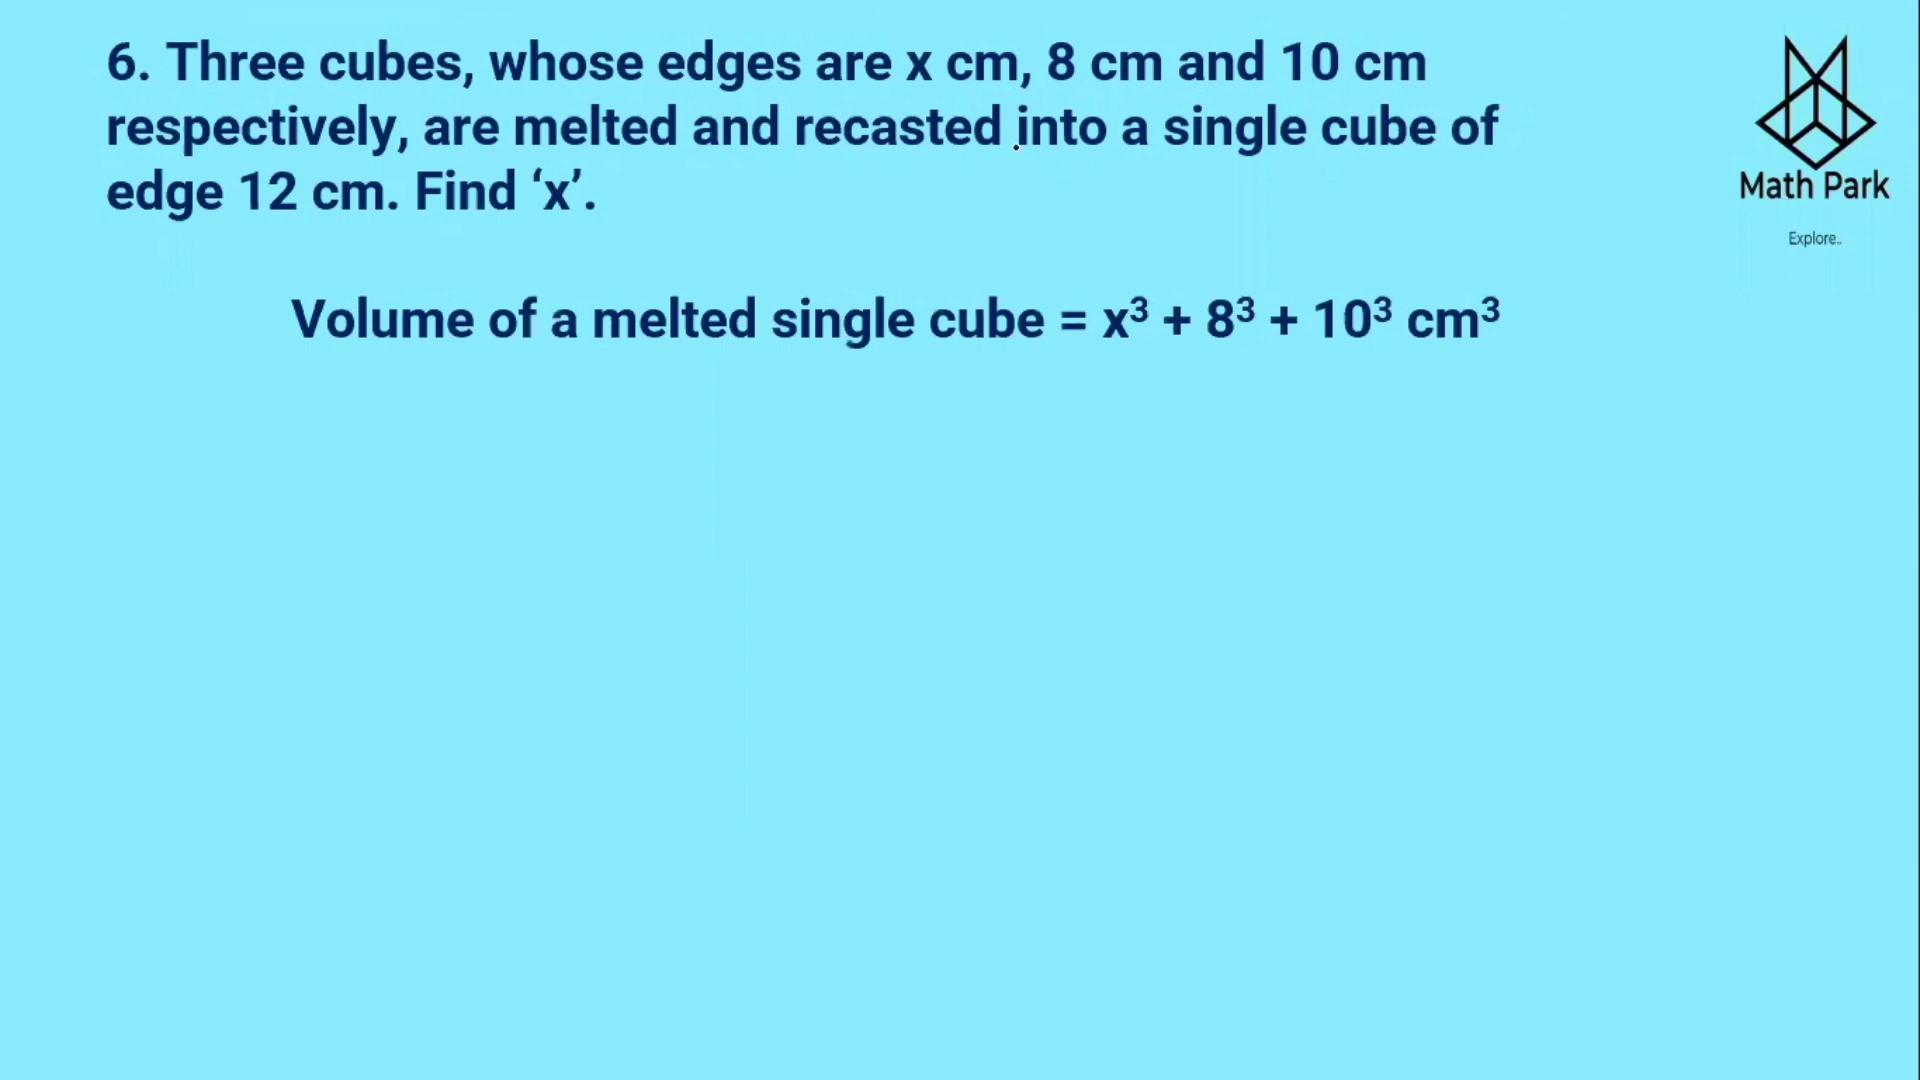 6. Three cubes, whose edges are x cm, 8 cm and 10 cm
respectively, are melted and recasted into a single cube of
edge 12 cm. Find ‘x’.
Math Park
Explore..
Volume of a melted single cube = x³ + 8³ + 10³ cm³